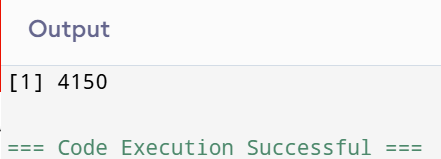 Output
[1] 4150
=== Code Execution Successful ===